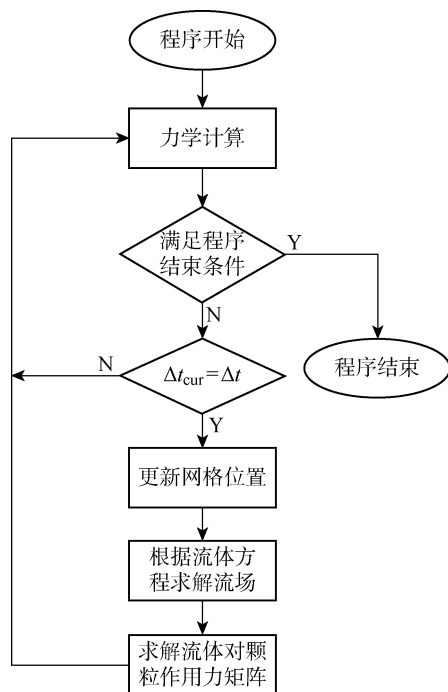 程序开始
力学计算
满足程序
结束条件
Y
N
程序结束
N
Δt_cur=Δt
Y
更新网格位置
根据流体方
程求解流场
求解流体对颗
粒作用力矩阵